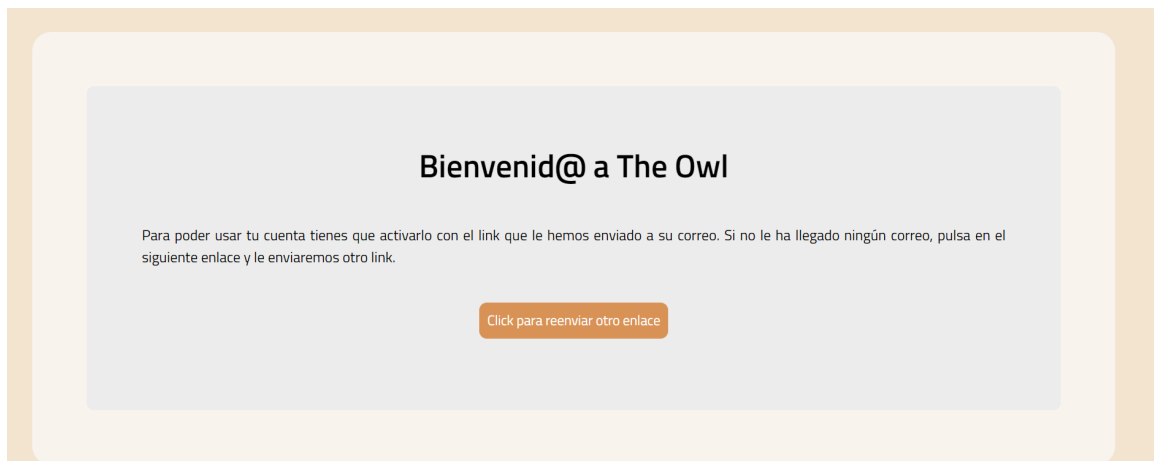 Bienvenid@ a The Owl
Para poder usar tu cuenta tienes que activarlo con el link que le hemos enviado a su correo. Si no le ha llegado ningún correo, pulsa en el
siguiente enlace y le enviaremos otro link.
Click para reenviar otro enlace